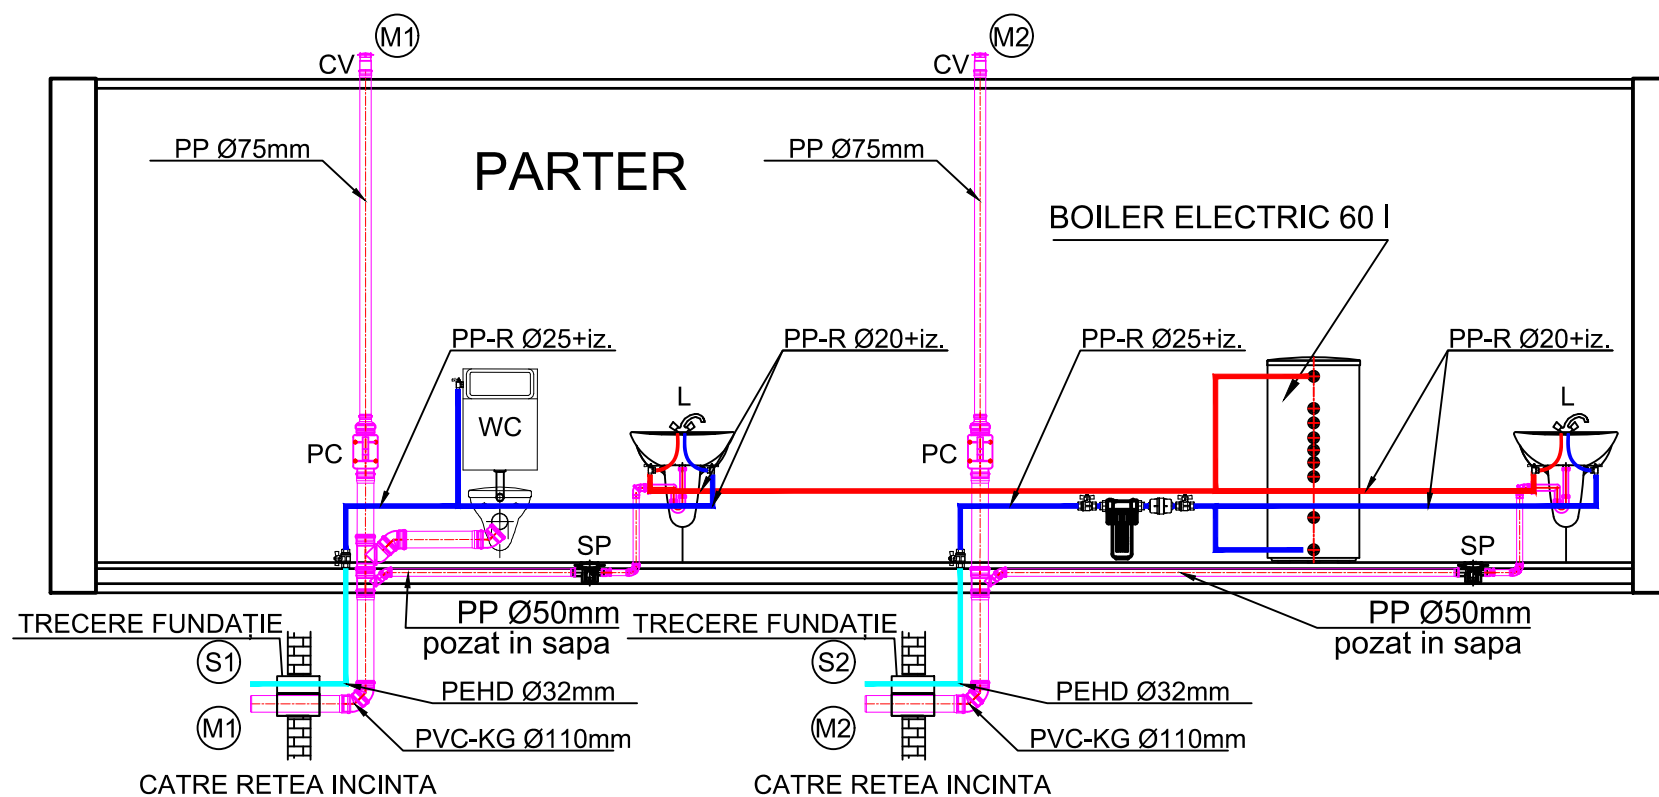 M1
M2
CV
CV
PP Ø75mm
PARTER
PP Ø75mm
BOILER ELECTRIC 60 l
PP-R Ø25+iz.
PP-R Ø20+iz.
PP-R Ø25+iz.
PP-R Ø20+iz.
L
L
WC
PC
PC
SP
SP
TRECERE FUNDAȚIE
PP Ø50mm
pozat in sapa
TRECERE FUNDAȚIE
PP Ø50mm
pozat in sapa
S1
S2
PEHD Ø32mm
PEHD Ø32mm
M1
M2
PVC-KG Ø110mm
PVC-KG Ø110mm
CATRE RETEA INCINTA
CATRE RETEA INCINTA